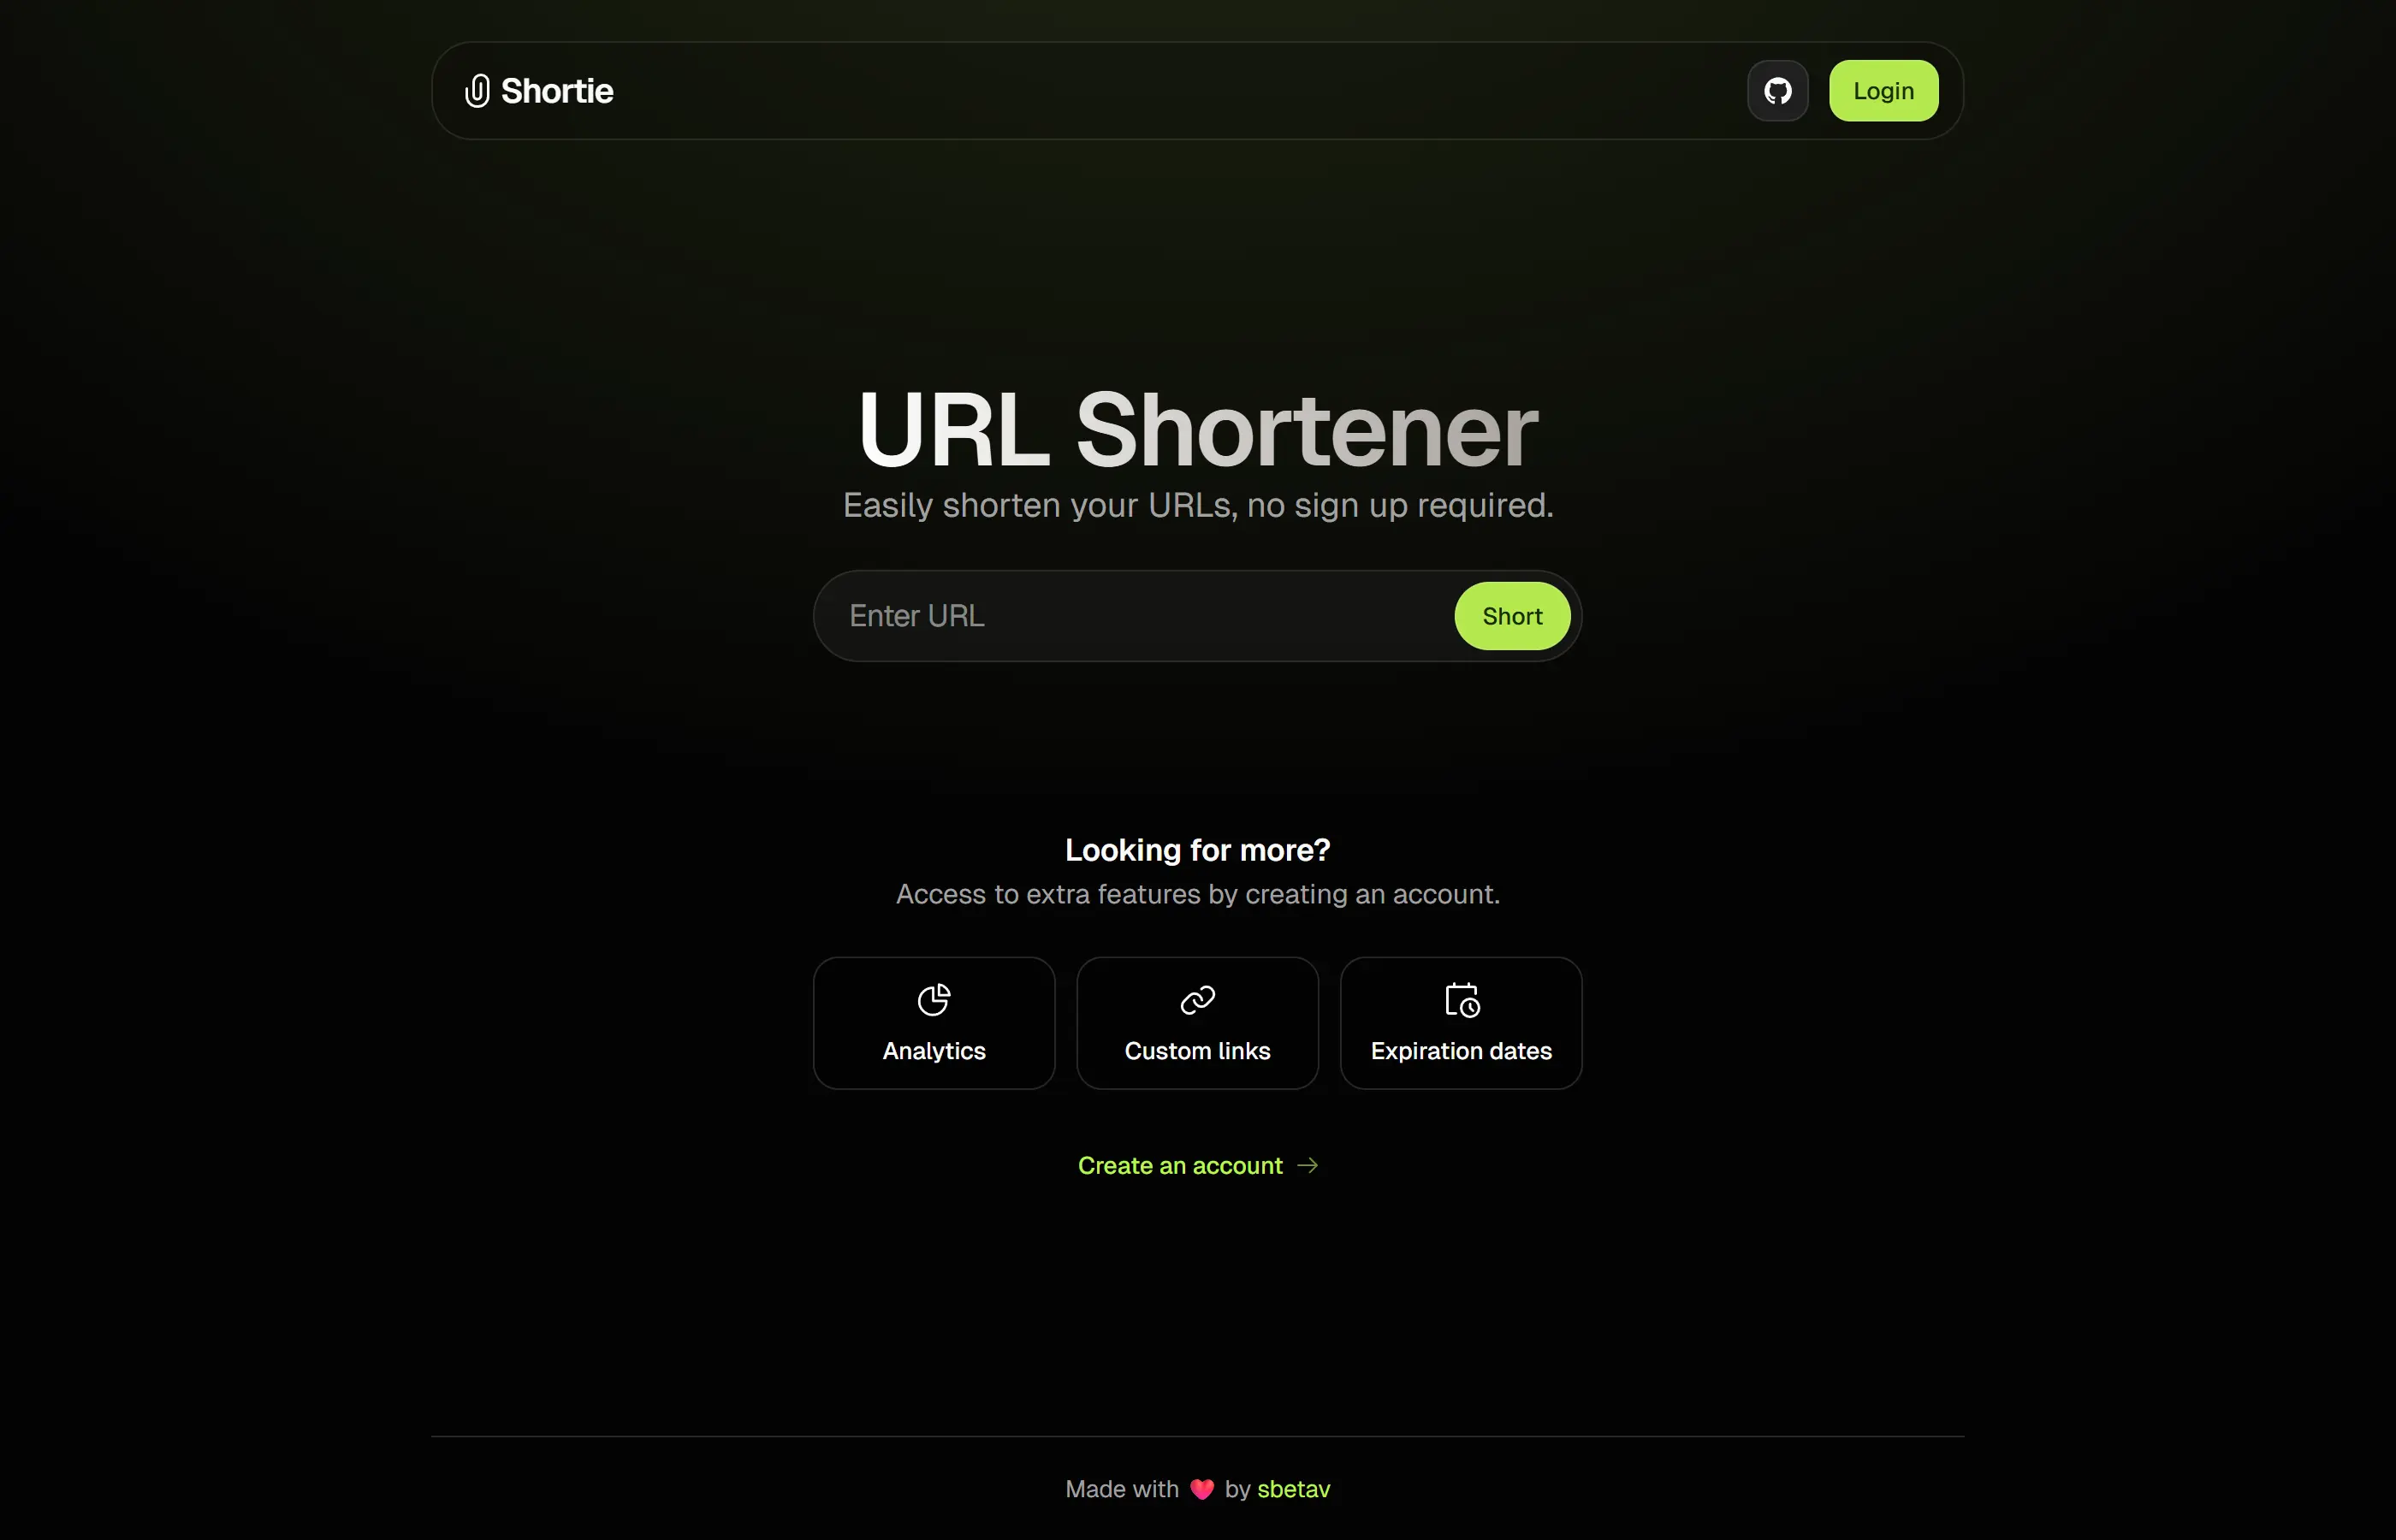 Shortie
Login
URL Shortener
Easily shorten your URLs, no sign up required.
Enter URL
Short
Looking for more?
Access to extra features by creating an account.
Analytics
Custom links
Expiration dates
Create an account →
Made with 💗 by sbetav